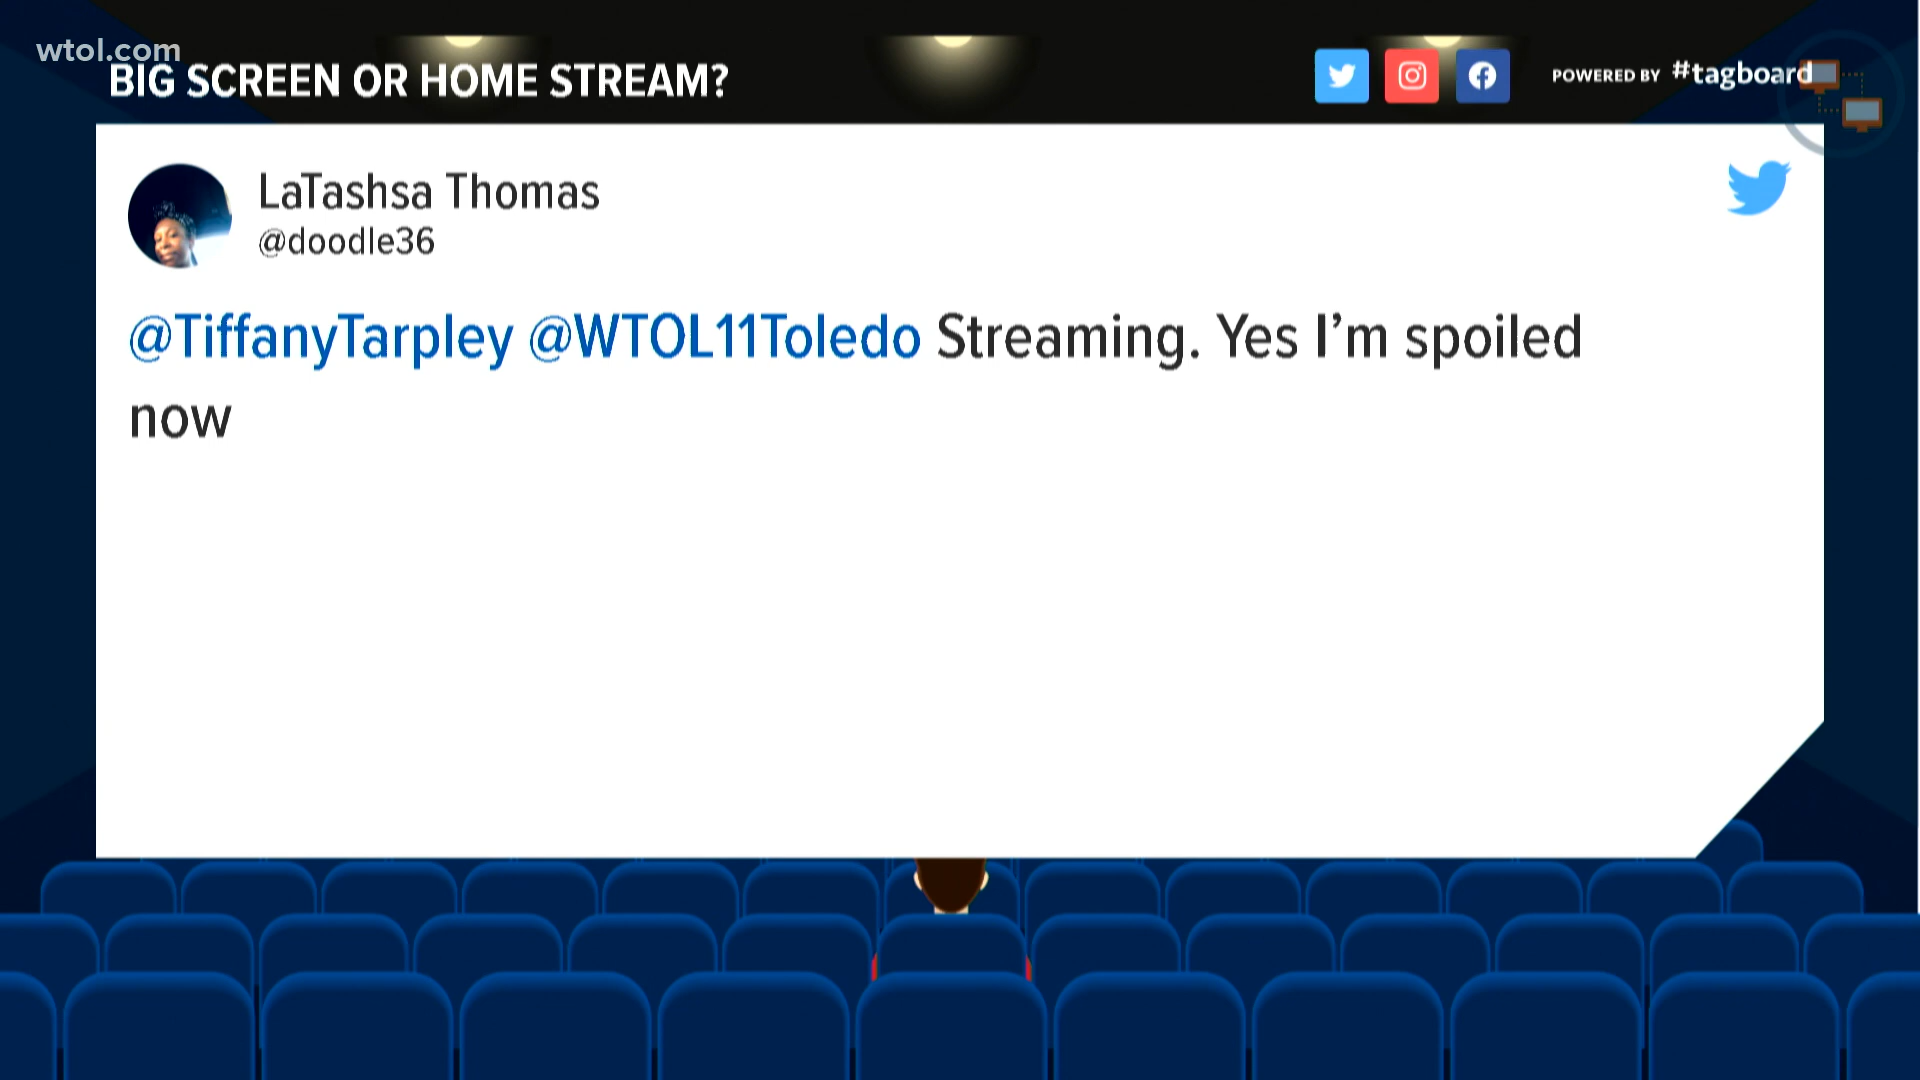 wtol.com
BIG SCREEN OR HOME STREAM?
POWERED BY #tagboard
LaTashsa Thomas
@doodle36
@TiffanyTarpley @WTOL11Toledo Streaming. Yes I’m spoiled
now